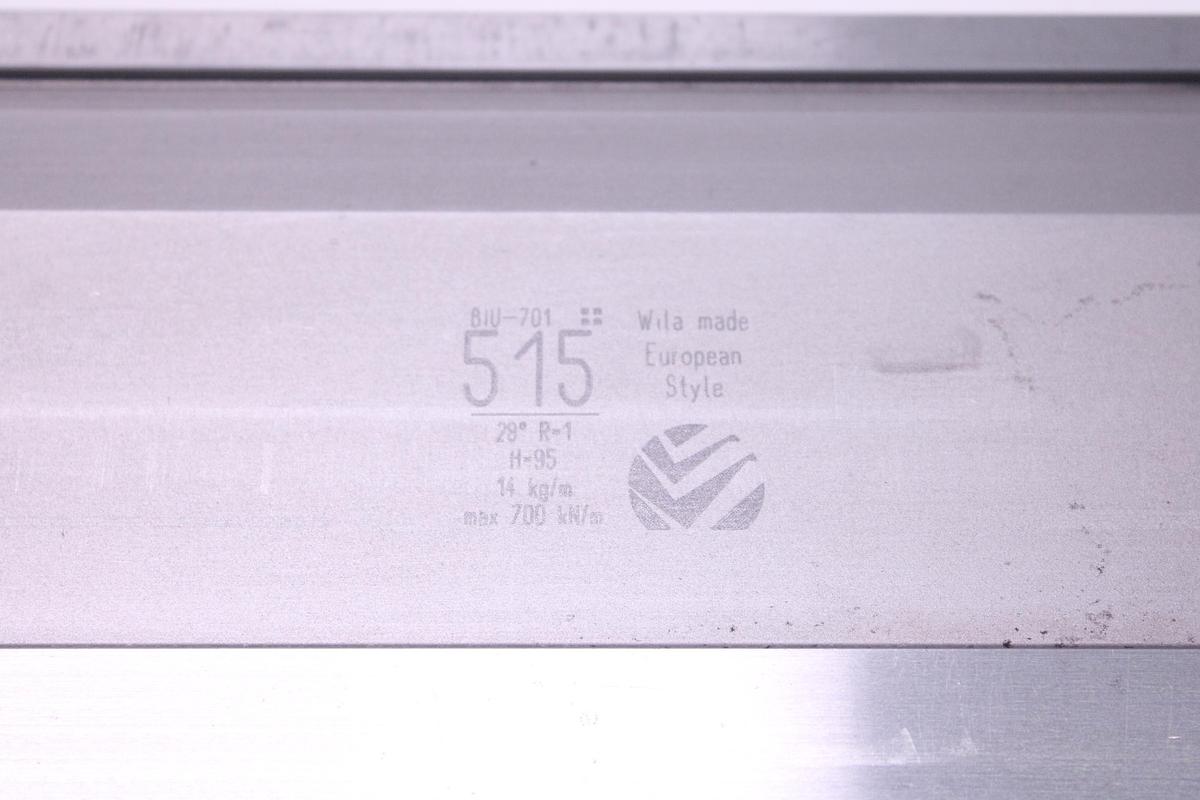 BIU-701
515
28° R=1
H=95
14 kg/m
max 700 kN/m
Wila made
European
Style